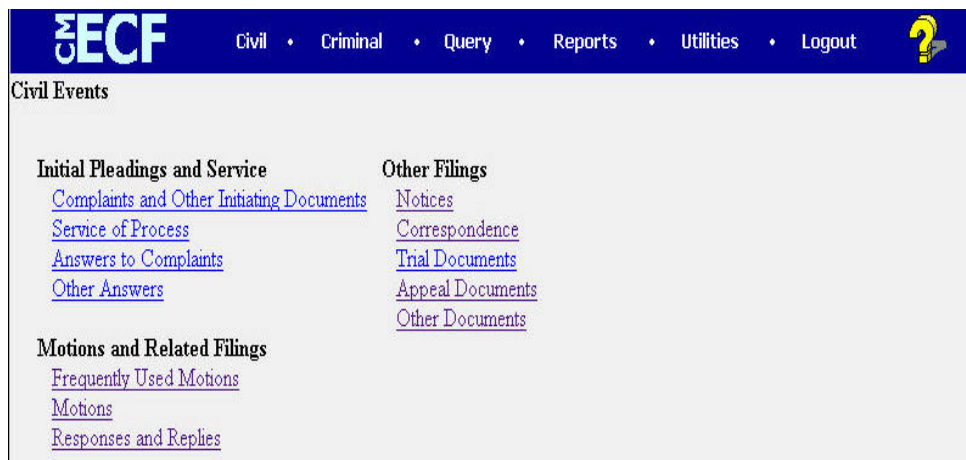 CM ECF Civil • Criminal • Query • Reports • Utilities • Logout ?
Civil Events
Initial Pleadings and Service
Complaints and Other Initiating Documents
Service of Process
Answers to Complaints
Other Answers
Motions and Related Filings
Frequently Used Motions
Motions
Responses and Replies
Other Filings
Notices
Correspondence
Trial Documents
Appeal Documents
Other Documents